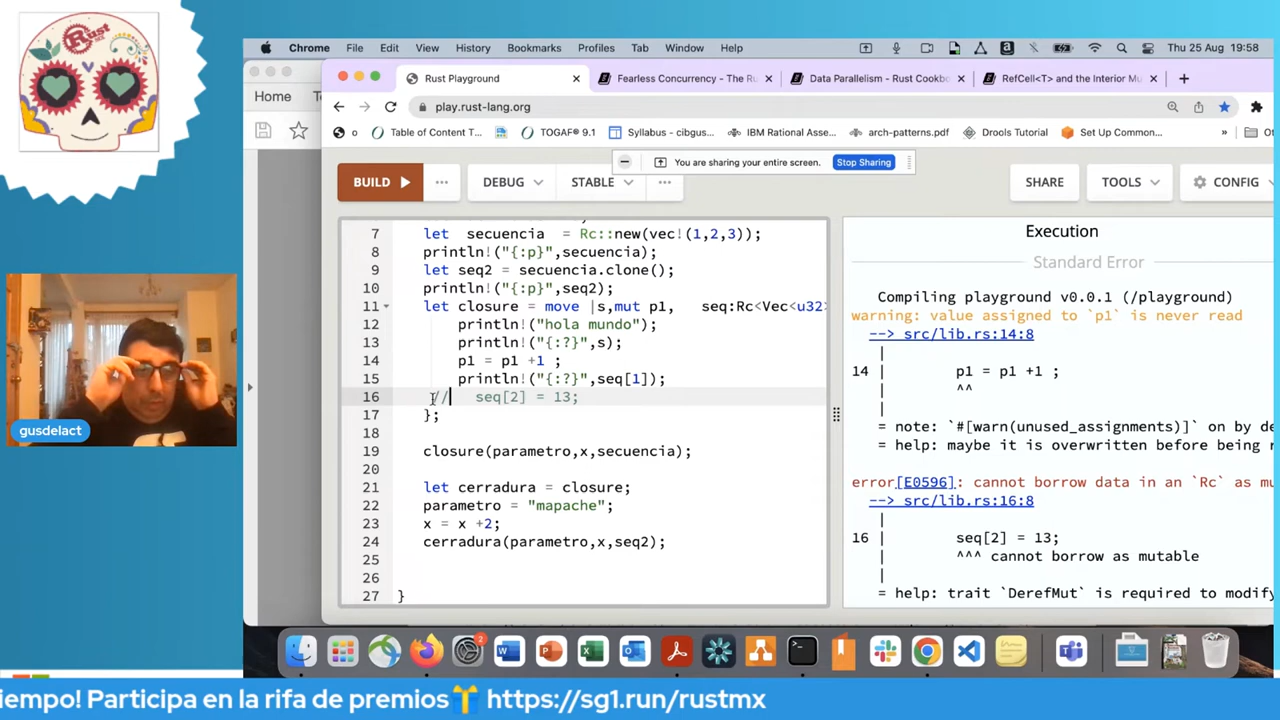 Rust
MX
Chrome File Edit View History Bookmarks Profiles Tab Window Help
Thu 25 Aug 19:58
Home
Rust Playground
Fearless Concurrency - The Ru
Data Parallelism - Rust Cookbo
RefCell<T> and the Interior Mu
play.rust-lang.org
o
Table of Content T...
TOGAF® 9.1
Syllabus - cibgus...
IBM Rational Asse...
arch-patterns.pdf
Drools Tutorial
Set Up Common...
»
You are sharing your entire screen.
Stop Sharing
BUILD
DEBUG
STABLE
SHARE
TOOLS
CONFIG
7 let secuencia = Rc::new(vec!(1,2,3));
8 println!("{:p}",secuencia);
9 let seq2 = secuencia.clone();
10 println!("{:p}",seq2);
11 let closure = move |s,mut p1, seq:Rc<Vec<u32>
12 println!("hola mundo");
13 println!("{:?}",s);
14 p1 = p1 +1 ;
15 println!("{:?}",seq[1]);
16 // seq[2] = 13;
17 };
18
19 closure(parametro,x,secuencia);
20
21 let cerradura = closure;
22 parametro = "mapache";
23 x = x +2;
24 cerradura(parametro,x,seq2);
25
26
27 }
Execution
Standard Error
Compiling playground v0.0.1 (/playground)
warning: value assigned to `p1` is never read
--> src/lib.rs:14:8
|
14 | p1 = p1 +1 ;
| ^^
|
= note: `#[warn(unused_assignments)]` on by de
= help: maybe it is overwritten before being r
error[E0596]: cannot borrow data in an `Rc` as mu
--> src/lib.rs:16:8
|
16 | seq[2] = 13;
| ^^^ cannot borrow as mutable
|
= help: trait `DerefMut` is required to modify
gusdelact
2
iempo! Participa en la rifa de premios🎁 https://sg1.run/rustmx